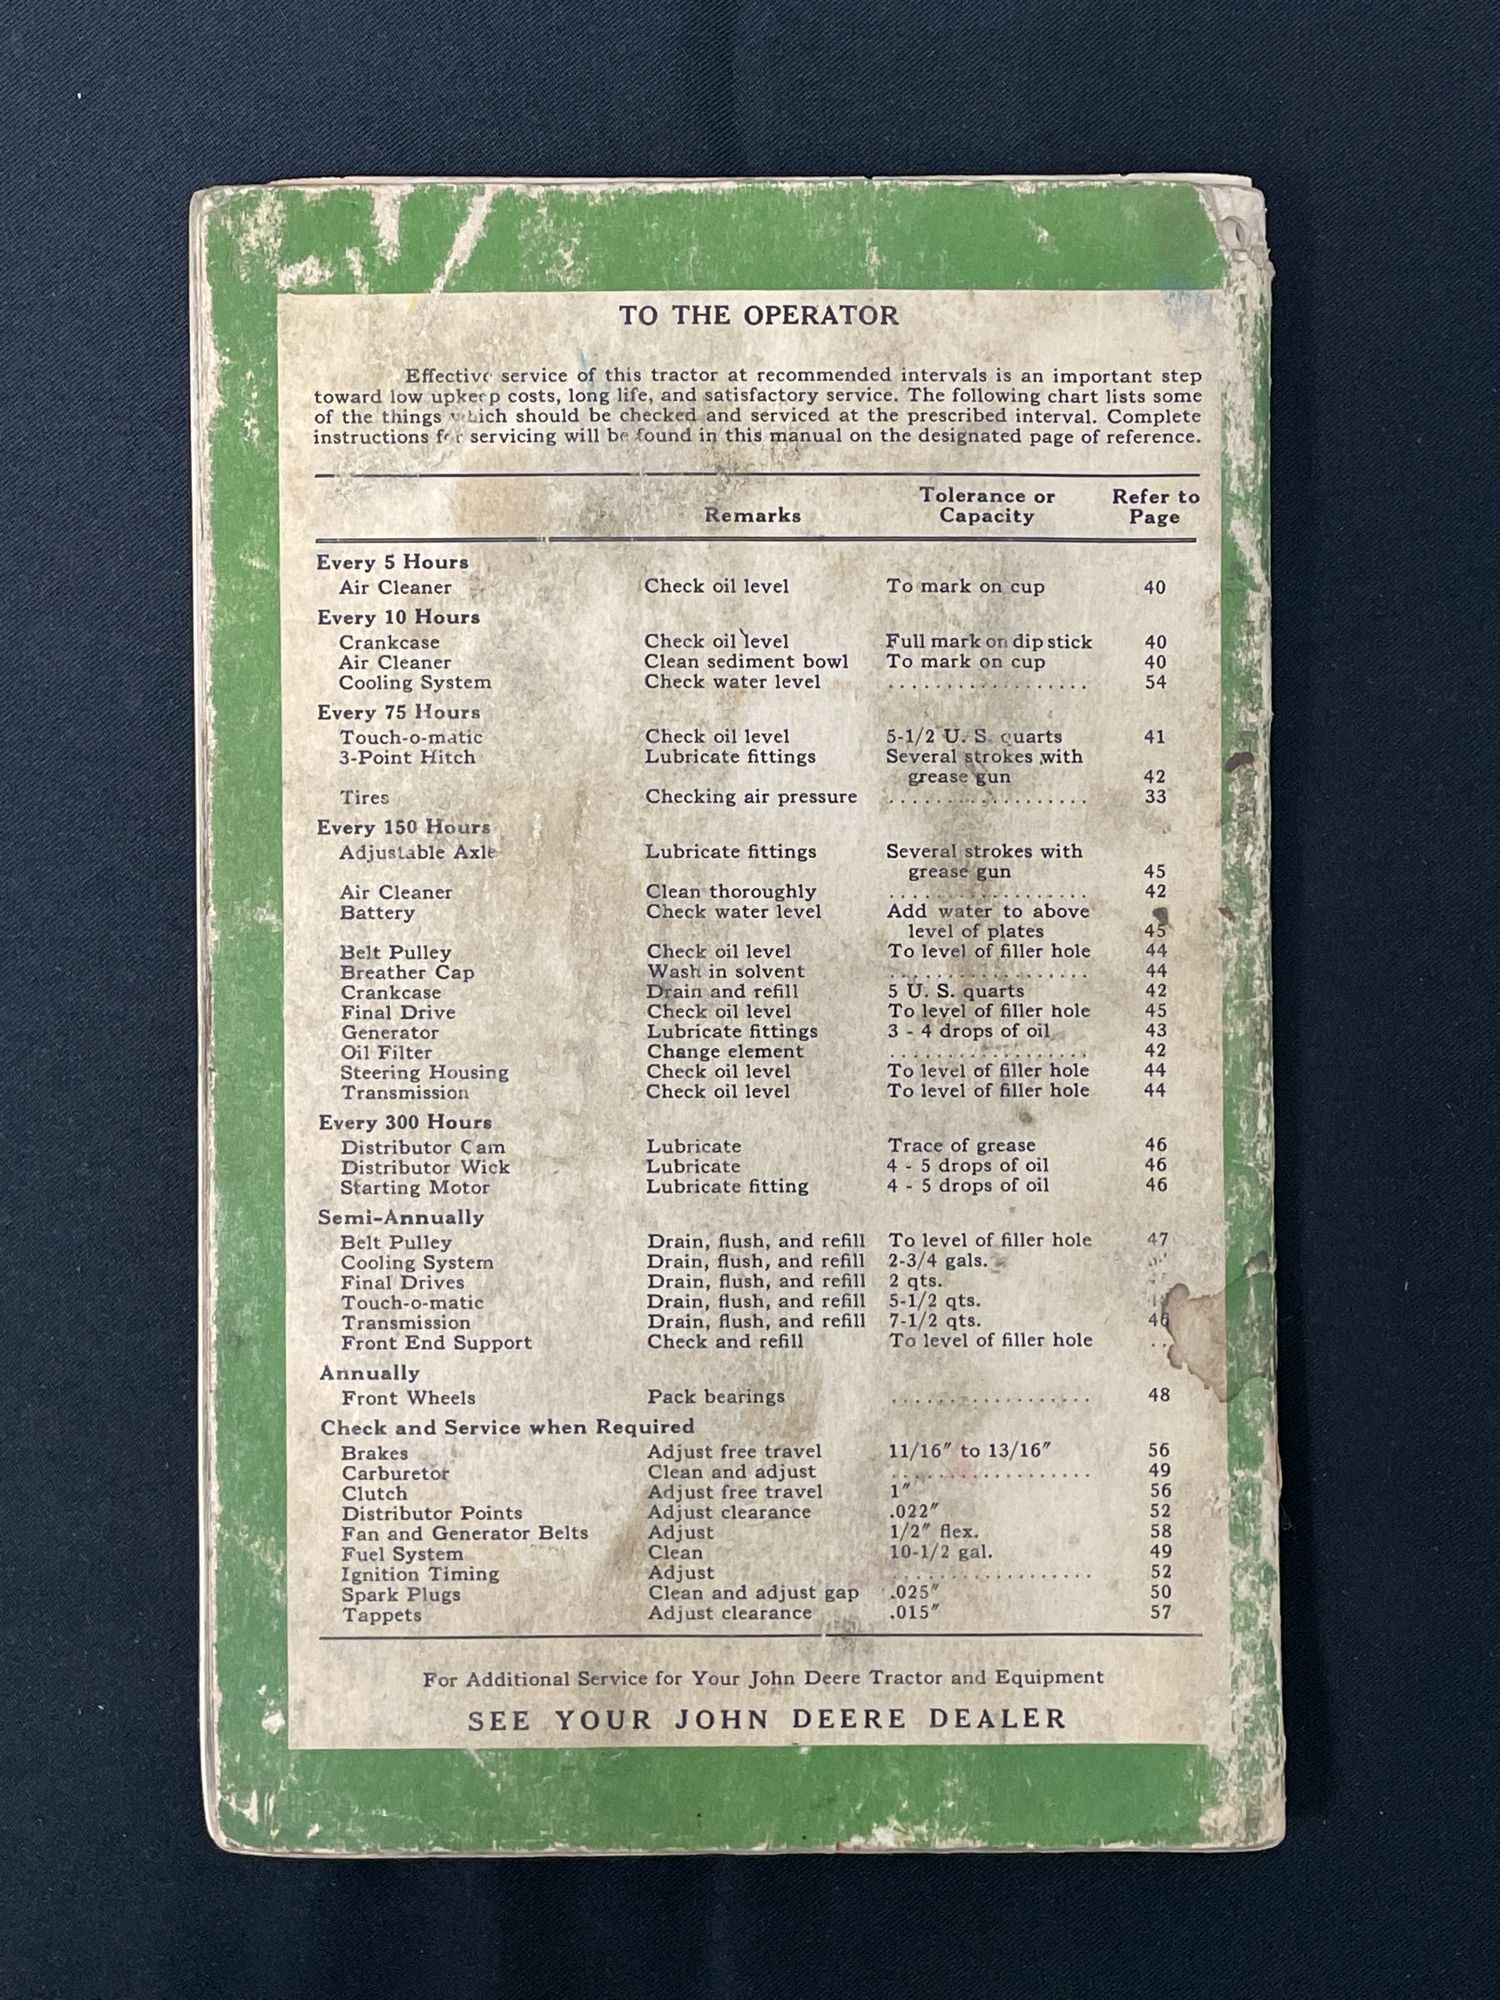 TO THE OPERATOR
Effective service of this tractor at recommended intervals is an important step
toward low upkeep costs, long life, and satisfactory service. The following chart lists some
of the things which should be checked and serviced at the prescribed interval. Complete
instructions for servicing will be found in this manual on the designated page of reference.
Remarks Tolerance or Capacity Refer to Page
Every 5 Hours
Air Cleaner Check oil level To mark on cup 40
Every 10 Hours
Crankcase Check oil level Full mark on dip stick 40
Air Cleaner Clean sediment bowl To mark on cup 40
Cooling System Check water level .................. 54
Every 75 Hours
Touch-o-matic Check oil level 5-1/2 U. S. quarts 41
3-Point Hitch Lubricate fittings Several strokes with
grease gun 42
Tires Checking air pressure .................. 33
Every 150 Hours
Adjustable Axle Lubricate fittings Several strokes with
grease gun 45
Air Cleaner Clean thoroughly .................. 42
Battery Check water level Add water to above
level of plates 45
Belt Pulley Check oil level To level of filler hole 44
Breather Cap Wash in solvent .................. 44
Crankcase Drain and refill 5 U. S. quarts 42
Final Drive Check oil level To level of filler hole 45
Generator Lubricate fittings 3 - 4 drops of oil 43
Oil Filter Change element .................. 42
Steering Housing Check oil level To level of filler hole 44
Transmission Check oil level To level of filler hole 44
Every 300 Hours
Distributor Cam Lubricate Trace of grease 46
Distributor Wick Lubricate 4 - 5 drops of oil 46
Starting Motor Lubricate fitting 4 - 5 drops of oil 46
Semi-Annually
Belt Pulley Drain, flush, and refill To level of filler hole 47
Cooling System Drain, flush, and refill 2-3/4 gals.
Final Drives Drain, flush, and refill 2 qts.
Touch-o-matic Drain, flush, and refill 5-1/2 qts.
Transmission Drain, flush, and refill 7-1/2 qts. 46
Front End Support Check and refill To level of filler hole ..
Annually
Front Wheels Pack bearings .................. 48
Check and Service when Required
Brakes Adjust free travel 11/16" to 13/16" 56
Carburetor Clean and adjust .................. 49
Clutch Adjust free travel 1" 56
Distributor Points Adjust clearance .022" 52
Fan and Generator Belts Adjust 1/2" flex. 58
Fuel System Clean 10-1/2 gal. 49
Ignition Timing Adjust .................. 52
Spark Plugs Clean and adjust gap .025" 50
Tappets Adjust clearance .015" 57
For Additional Service for Your John Deere Tractor and Equipment
SEE YOUR JOHN DEERE DEALER